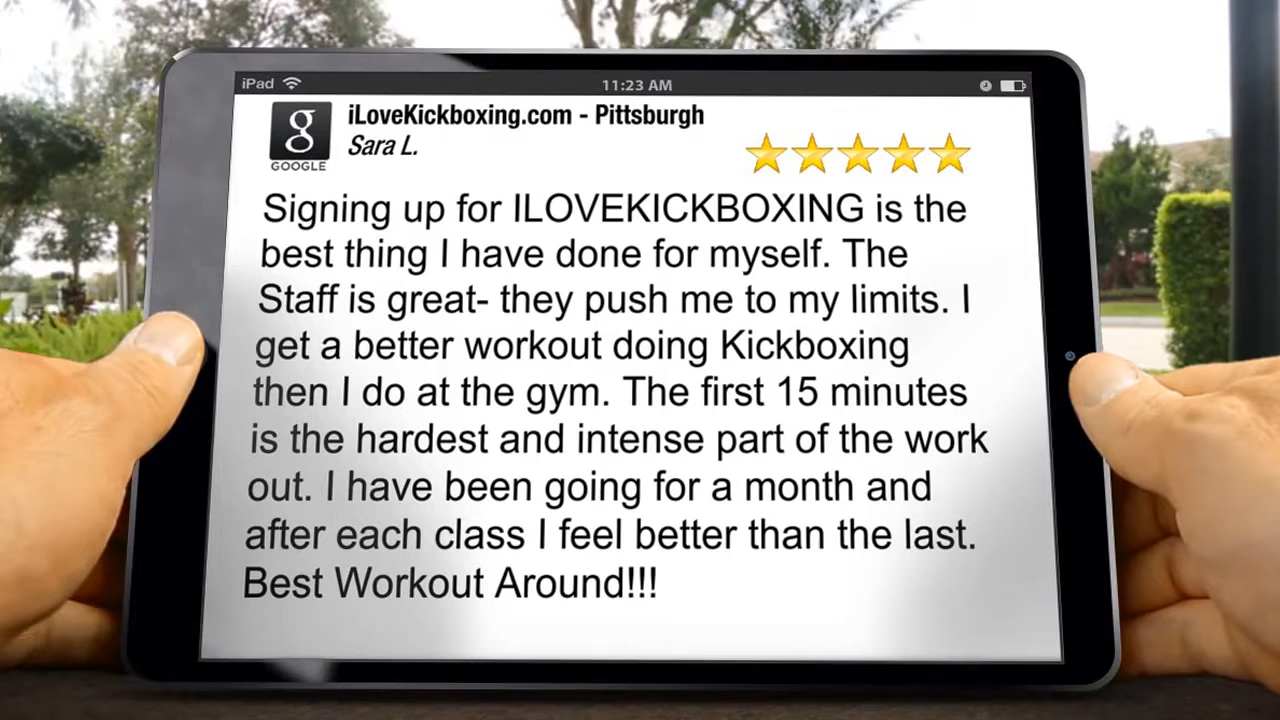 iPad 11:23 AM
iLoveKickboxing.com - Pittsburgh
Sara L.
g
GOOGLE
Signing up for ILOVEKICKBOXING is the
best thing I have done for myself. The
Staff is great- they push me to my limits. I
get a better workout doing Kickboxing
then I do at the gym. The first 15 minutes
is the hardest and intense part of the work
out. I have been going for a month and
after each class I feel better than the last.
Best Workout Around!!!